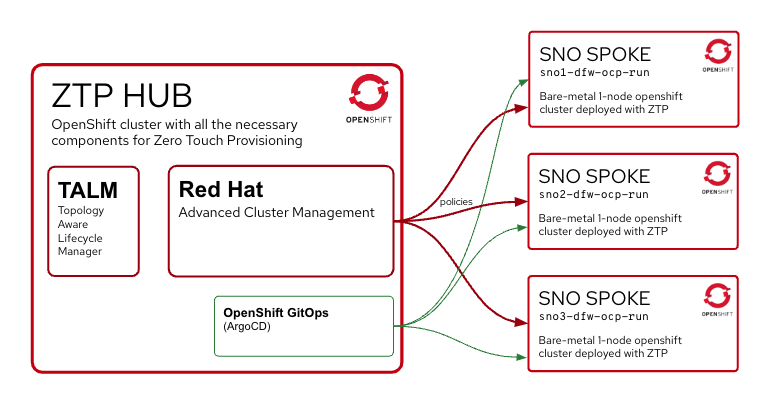 ZTP HUB
OPENSHIFT
OpenShift cluster with all the necessary
components for Zero Touch Provisioning
TALM
Topology
Aware
Lifecycle
Manager
Red Hat
Advanced Cluster Management
OpenShift GitOps
(ArgoCD)
policies
SNO SPOKE
sno1-dfw-ocp-run
OPENSHIFT
Bare-metal 1-node openshift
cluster deployed with ZTP
SNO SPOKE
sno2-dfw-ocp-run
OPENSHIFT
Bare-metal 1-node openshift
cluster deployed with ZTP
SNO SPOKE
sno3-dfw-ocp-run
OPENSHIFT
Bare-metal 1-node openshift
cluster deployed with ZTP